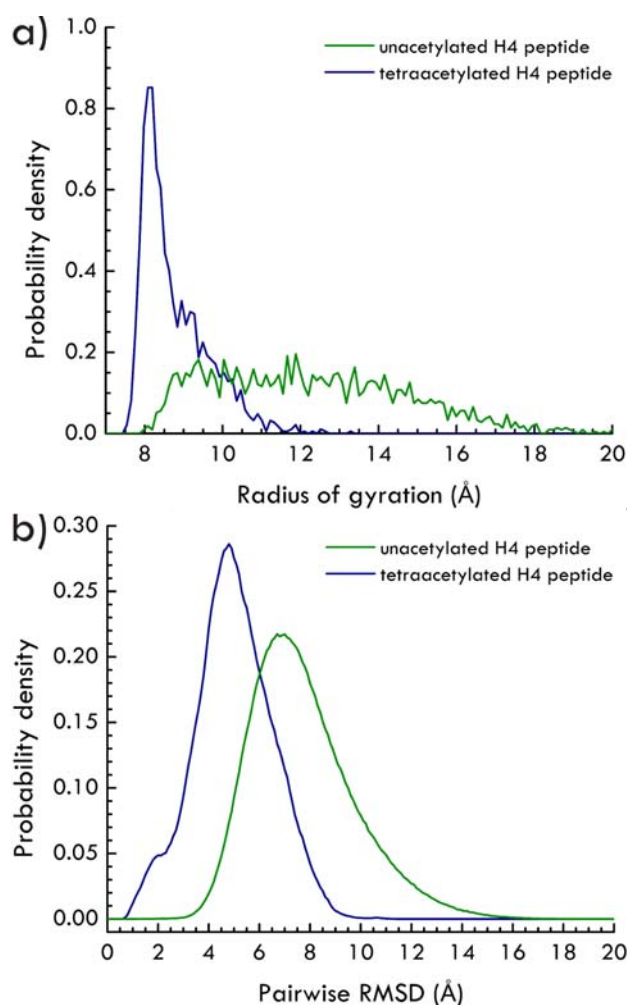 a)
unacetylated H4 peptide
tetraacetylated H4 peptide
1.0
0.8
0.6
0.4
0.2
0.0
Probability density
8 10 12 14 16 18 20
Radius of gyration (Å)
b)
unacetylated H4 peptide
tetraacetylated H4 peptide
0.30
0.25
0.20
0.15
0.10
0.05
0.00
Probability density
0 2 4 6 8 10 12 14 16 18 20
Pairwise RMSD (Å)